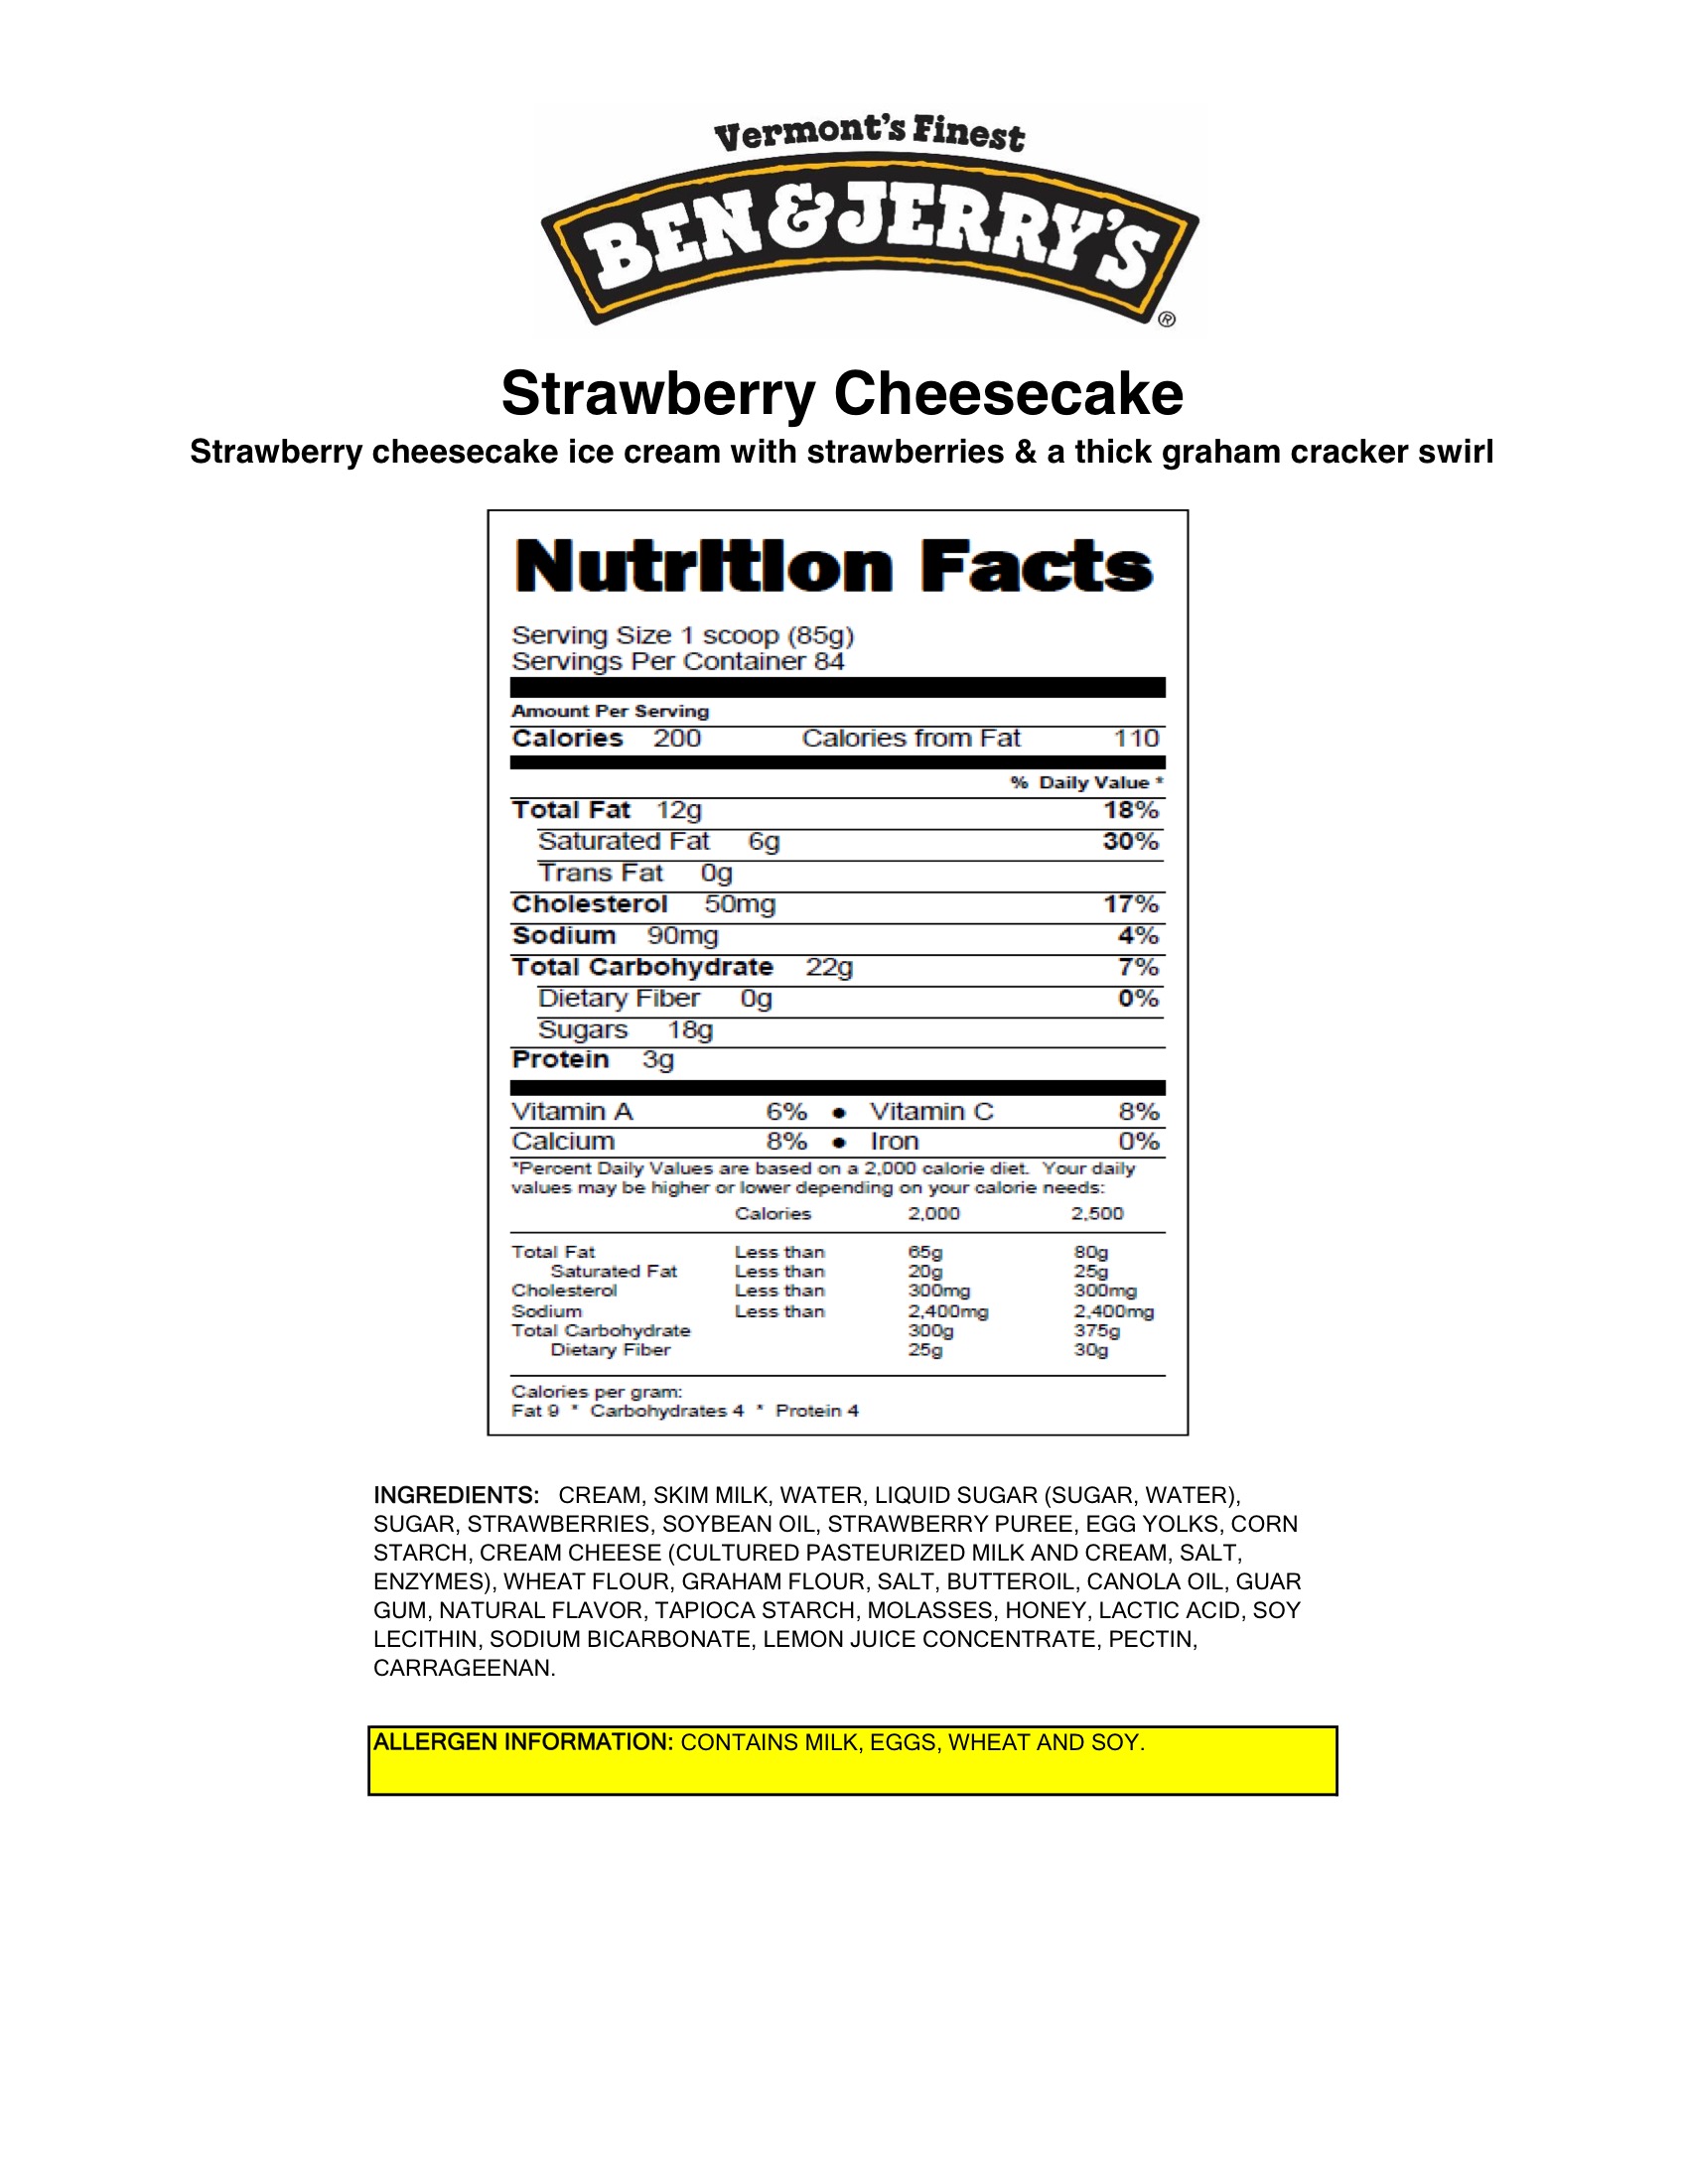 Vermont's Finest
BEN & JERRY'S
®
Strawberry Cheesecake
Strawberry cheesecake ice cream with strawberries & a thick graham cracker swirl
Nutrition Facts
Serving Size 1 scoop (85g)
Servings Per Container 84
Amount Per Serving
Calories 200 Calories from Fat 110
% Daily Value *
Total Fat 12g 18%
Saturated Fat 6g 30%
Trans Fat 0g
Cholesterol 50mg 17%
Sodium 90mg 4%
Total Carbohydrate 22g 7%
Dietary Fiber 0g 0%
Sugars 18g
Protein 3g
Vitamin A 6% • Vitamin C 8%
Calcium 8% • Iron 0%
*Percent Daily Values are based on a 2,000 calorie diet. Your daily
values may be higher or lower depending on your calorie needs:
Calories 2,000 2,500
Total Fat Less than 65g 80g
Saturated Fat Less than 20g 25g
Cholesterol Less than 300mg 300mg
Sodium Less than 2,400mg 2,400mg
Total Carbohydrate 300g 375g
Dietary Fiber 25g 30g
Calories per gram:
Fat 9 * Carbohydrates 4 * Protein 4
INGREDIENTS: CREAM, SKIM MILK, WATER, LIQUID SUGAR (SUGAR, WATER),
SUGAR, STRAWBERRIES, SOYBEAN OIL, STRAWBERRY PUREE, EGG YOLKS, CORN
STARCH, CREAM CHEESE (CULTURED PASTEURIZED MILK AND CREAM, SALT,
ENZYMES), WHEAT FLOUR, GRAHAM FLOUR, SALT, BUTTEROIL, CANOLA OIL, GUAR
GUM, NATURAL FLAVOR, TAPIOCA STARCH, MOLASSES, HONEY, LACTIC ACID, SOY
LECITHIN, SODIUM BICARBONATE, LEMON JUICE CONCENTRATE, PECTIN,
CARRAGEENAN.
ALLERGEN INFORMATION: CONTAINS MILK, EGGS, WHEAT AND SOY.